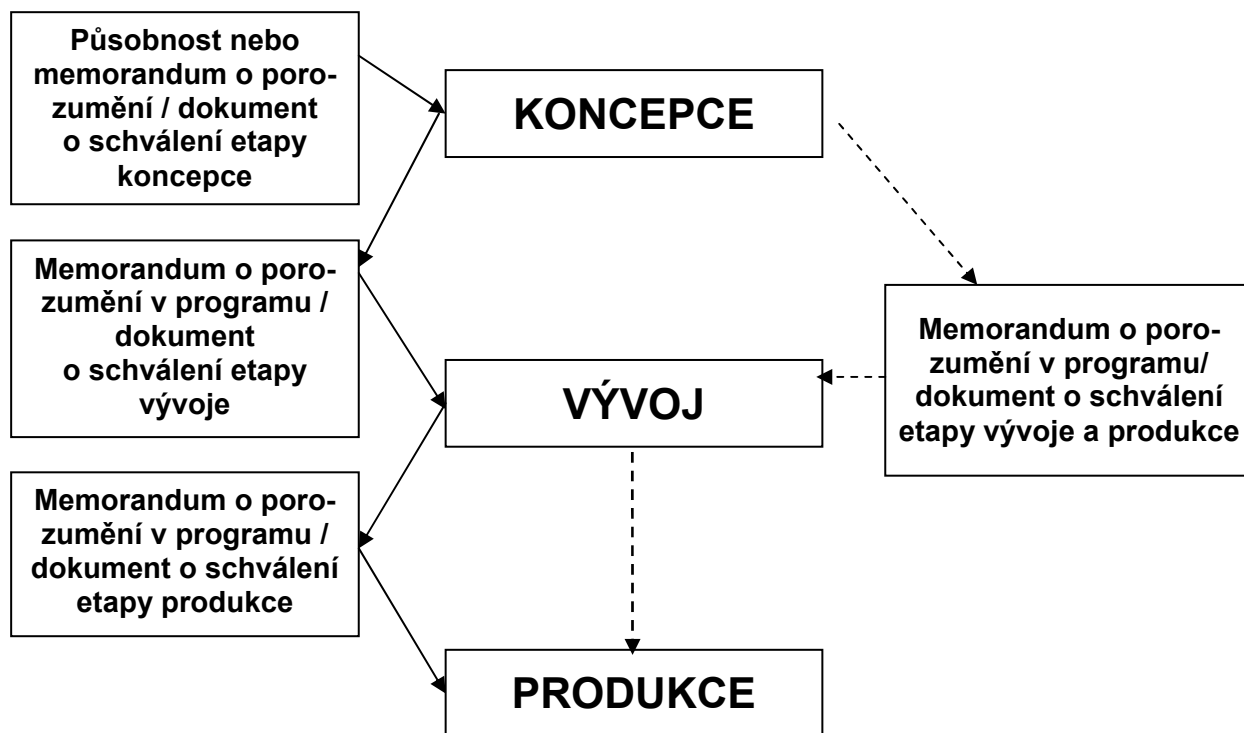 Působnost nebo
memorandum o poro-
zumění / dokument
o schválení etapy
koncepce
KONCEPCE
Memorandum o poro-
zumění v programu /
dokument
o schválení etapy
vývoje
VÝVOJ
Memorandum o poro-
zumění v programu/
dokument o schválení
etapy vývoje a produkce
Memorandum o poro-
zumění v programu /
dokument o schválení
etapy produkce
PRODUKCE